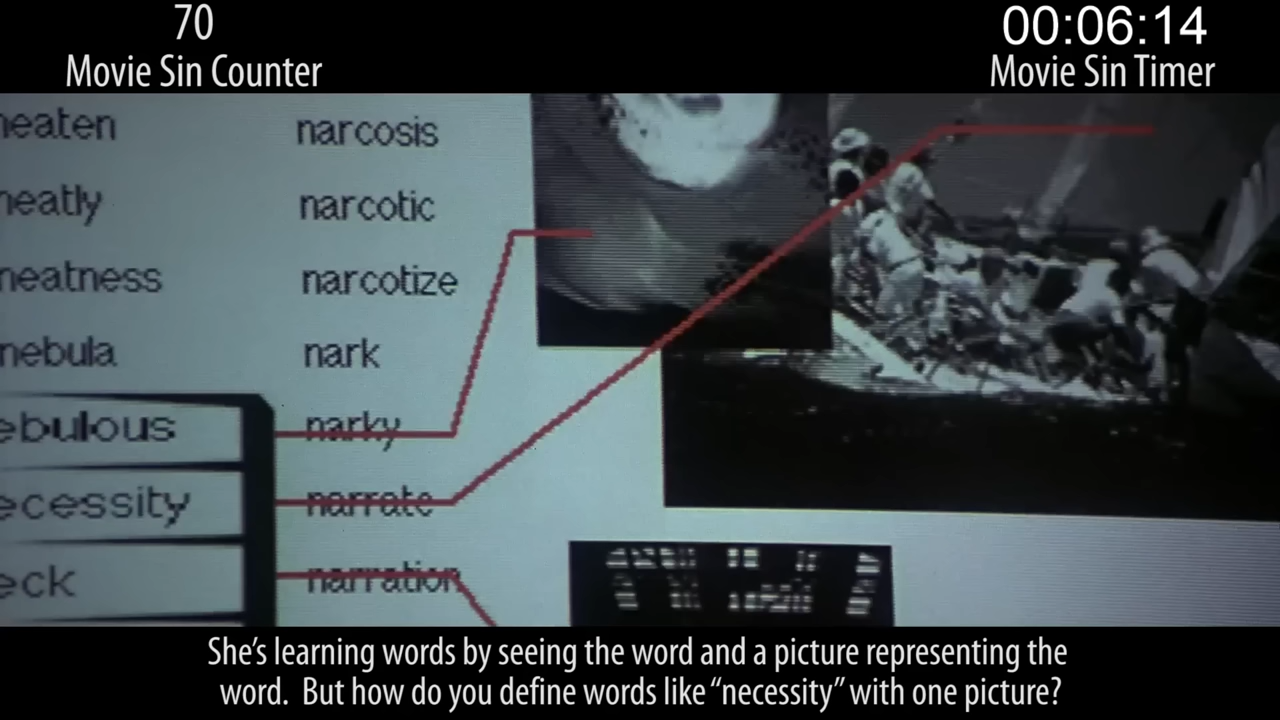 70
Movie Sin Counter
00:06:14
Movie Sin Timer
neaten
neatly
neatness
nebula
ebulous
ecessity
eck
narcosis
narcotic
narcotize
nark
narky
narrate
narration
She's learning words by seeing the word and a picture representing the
word. But how do you define words like "necessity" with one picture?